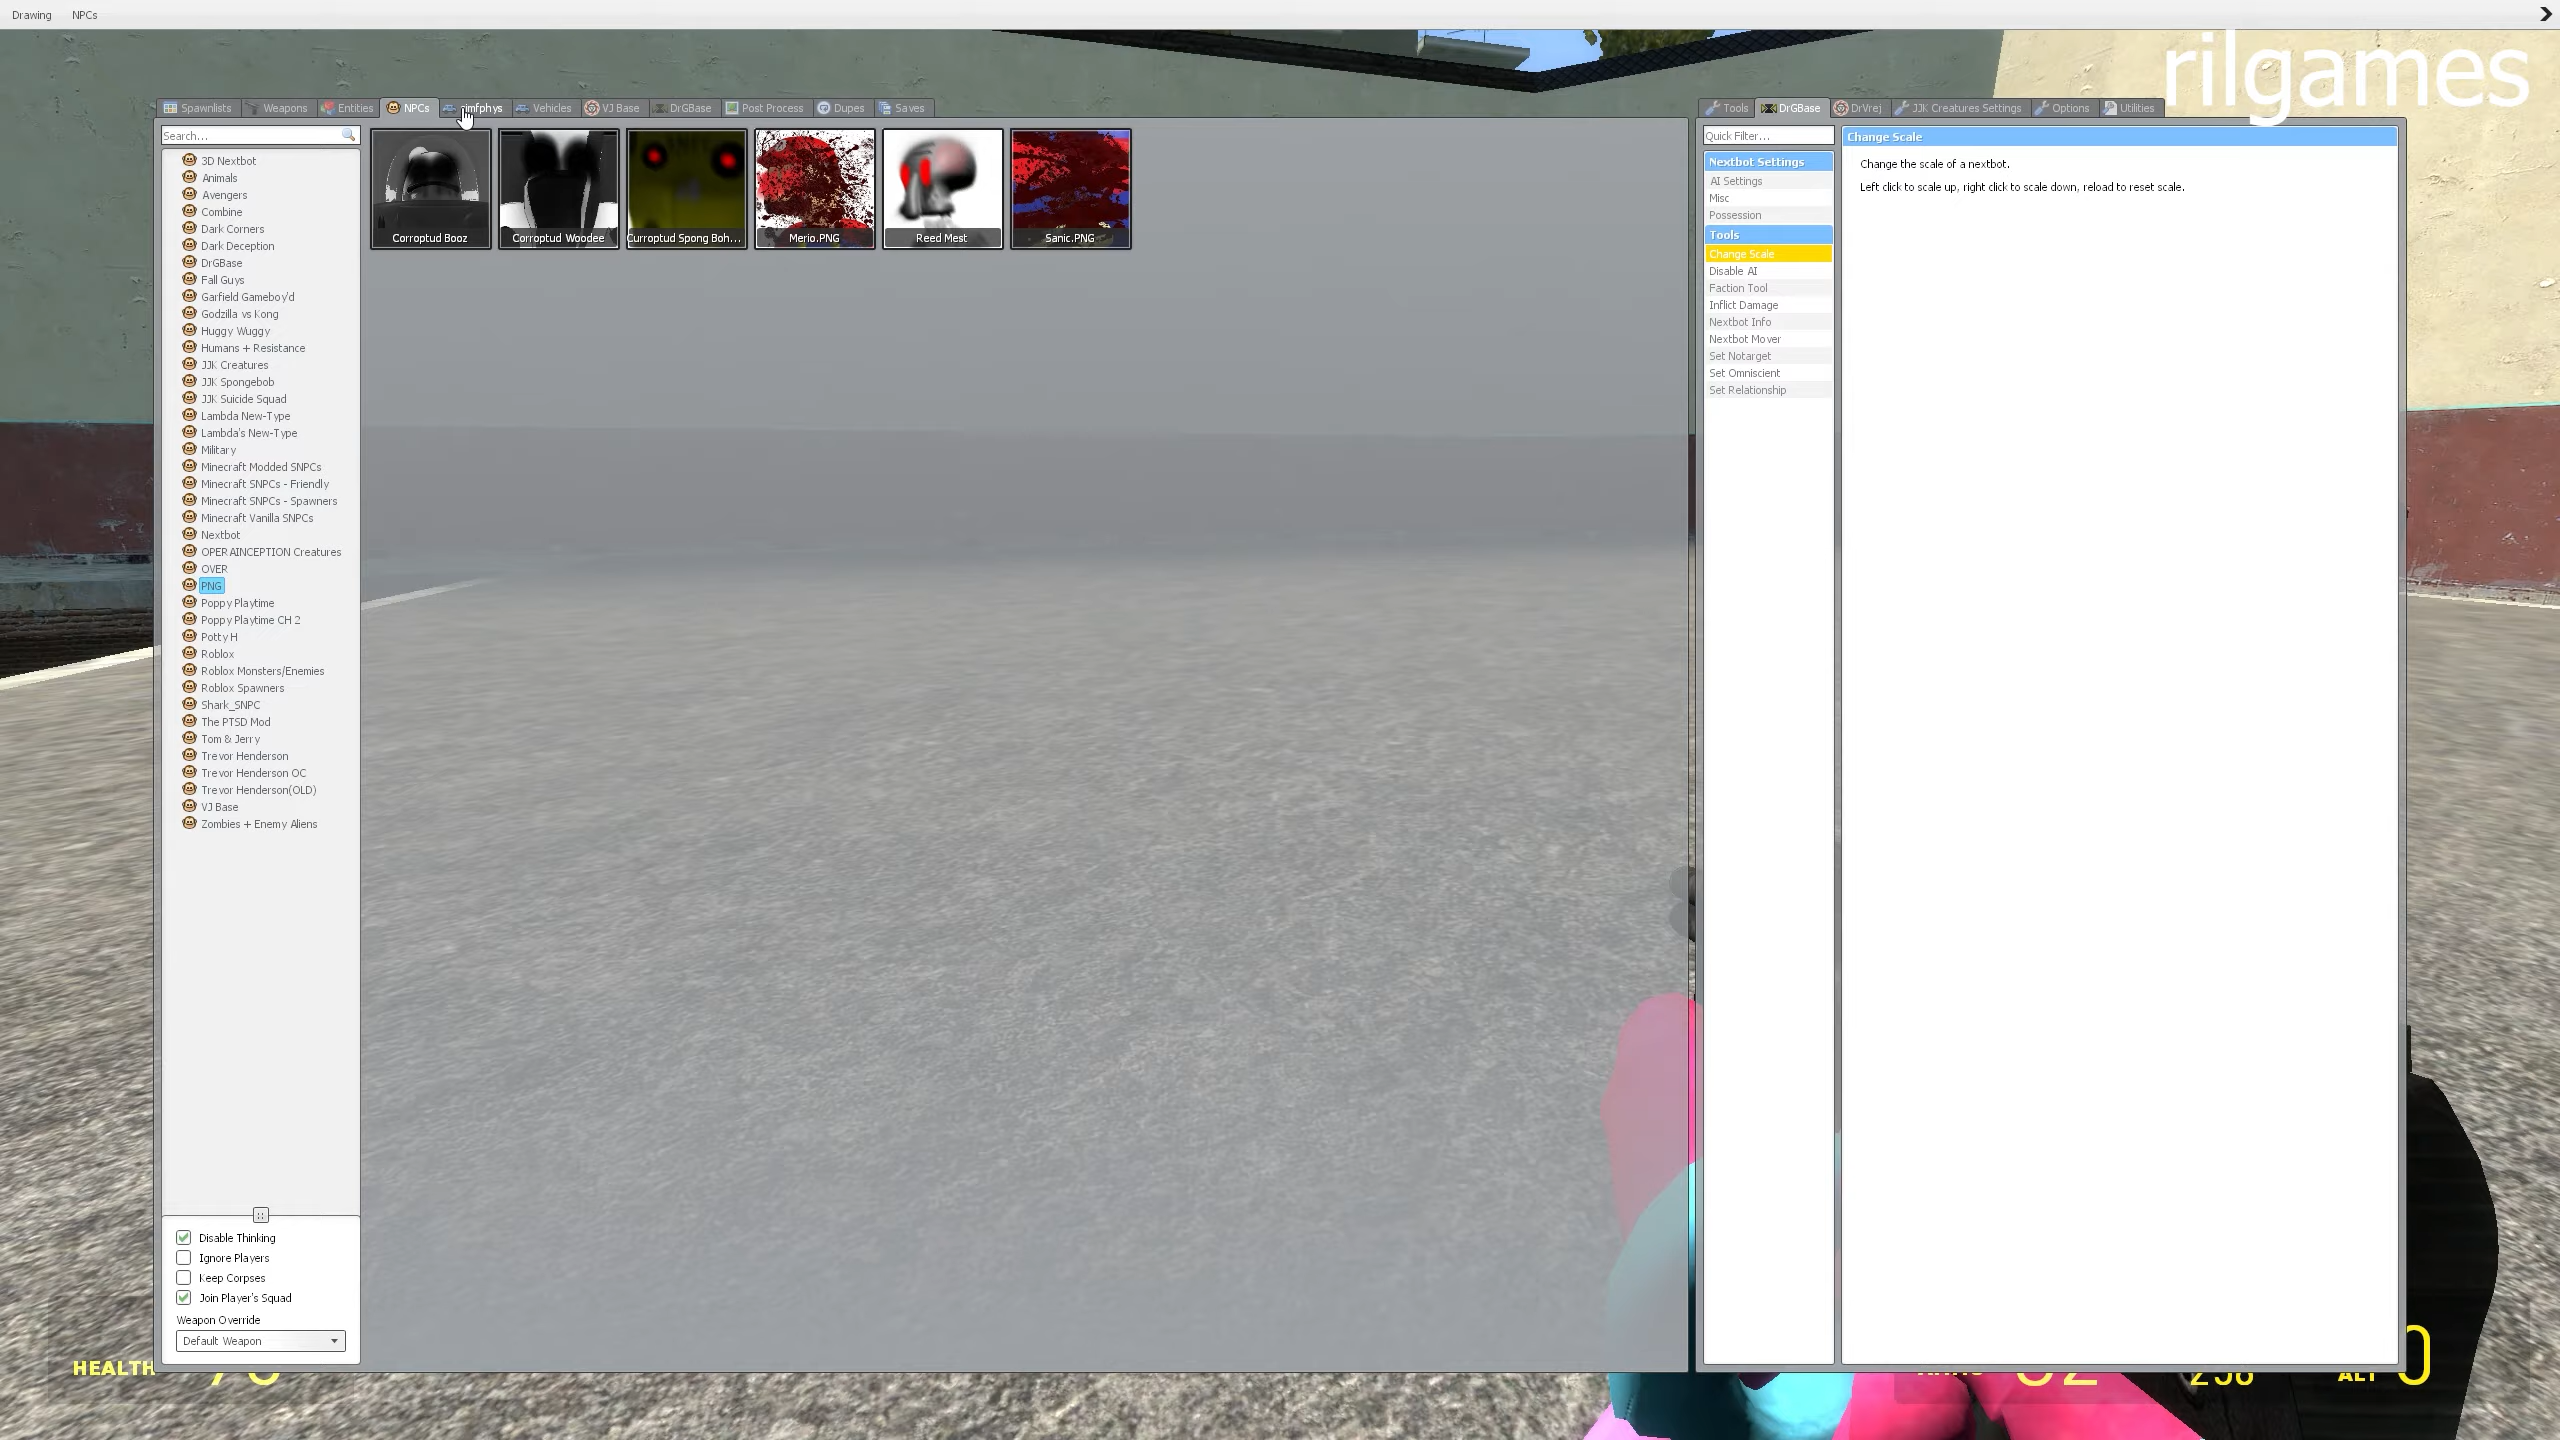 Drawing NPCs
rilgames
Spawnlists Weapons Entities NPCs simfphys Vehicles VJ Base DrGBase Post Process Dupes Saves
Search...
3D Nextbot
Animals
Avengers
Combine
Dark Corners
Dark Deception
DrGBase
Fall Guys
Garfield Gameboy'd
Godzilla vs Kong
Huggy Wuggy
Humans + Resistance
JJK Creatures
JJK Spongebob
JJK Suicide Squad
Lambda New-Type
Lambda's New-Type
Military
Minecraft Modded SNPCs
Minecraft SNPCs - Friendly
Minecraft SNPCs - Spawners
Minecraft Vanilla SNPCs
Nextbot
OPERAINCEPTION Creatures
OVER
PNG
Poppy Playtime
Poppy Playtime CH 2
Potty H
Roblox
Roblox Monsters/Enemies
Roblox Spawners
Shark_SNPC
The PTSD Mod
Tom & Jerry
Trevor Henderson
Trevor Henderson OC
Trevor Henderson(OLD)
VJ Base
Zombies + Enemy Aliens
Disable Thinking
Ignore Players
Keep Corpses
Join Player's Squad
Weapon Override
Default Weapon
Corroptud Booz
Corroptud Woodee
Curroptud Spong Boh...
Merio.PNG
Reed Mest
Sanic.PNG
Tools DrGBase DrVrej JJK Creatures Settings Options Utilities
Quick Filter...
Nextbot Settings
AI Settings
Misc
Possession
Tools
Change Scale
Disable AI
Faction Tool
Inflict Damage
Nextbot Info
Nextbot Mover
Set Notarget
Set Omniscient
Set Relationship
Change Scale
Change the scale of a nextbot.
Left click to scale up, right click to scale down, reload to reset scale.
HEALTH
ALT 0